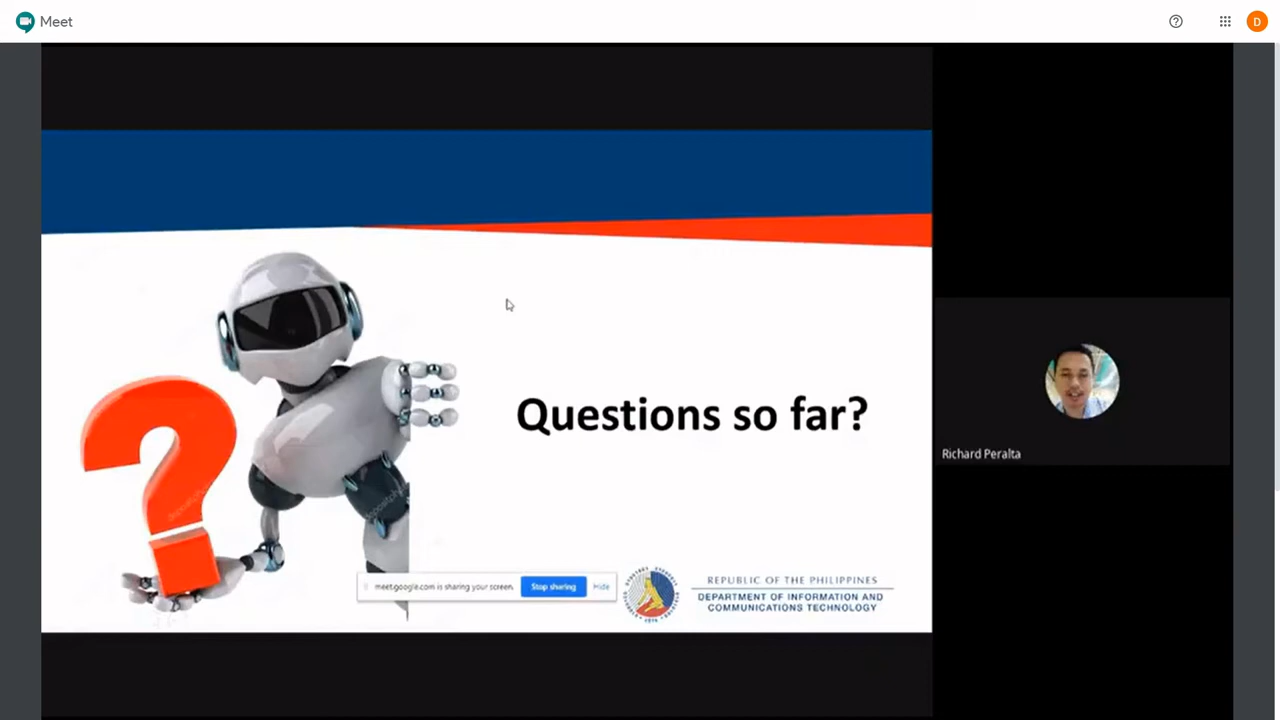 Meet
D
Questions so far?
Richard Peralta
meet.google.com is sharing your screen.
Stop sharing
Hide
REPUBLIC OF THE PHILIPPINES
DEPARTMENT OF INFORMATION AND
COMMUNICATIONS TECHNOLOGY